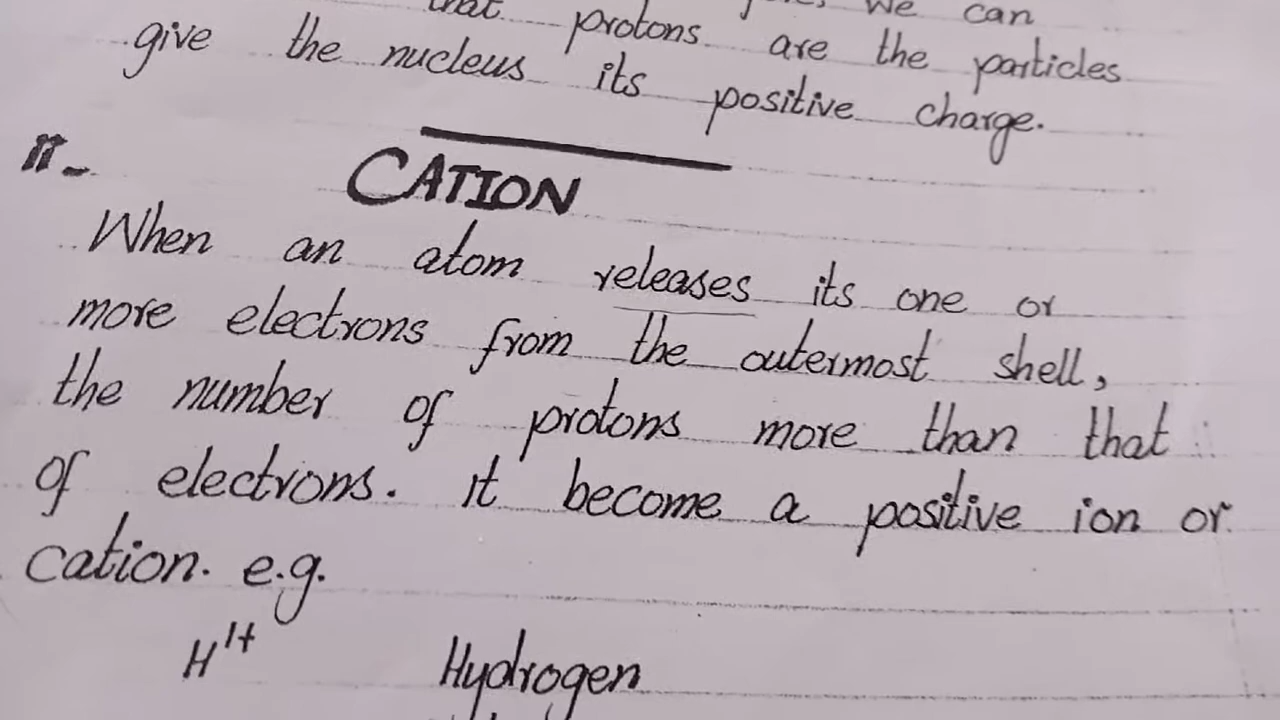 that protons are the particles We can
give the nucleus its positive charge.
II-
CATION
When an atom releases its one or
more electrons from the outermost shell,
the number of protons more than that
of electrons. it become a positive ion or
cation. e.g.
H1+ Hydrogen